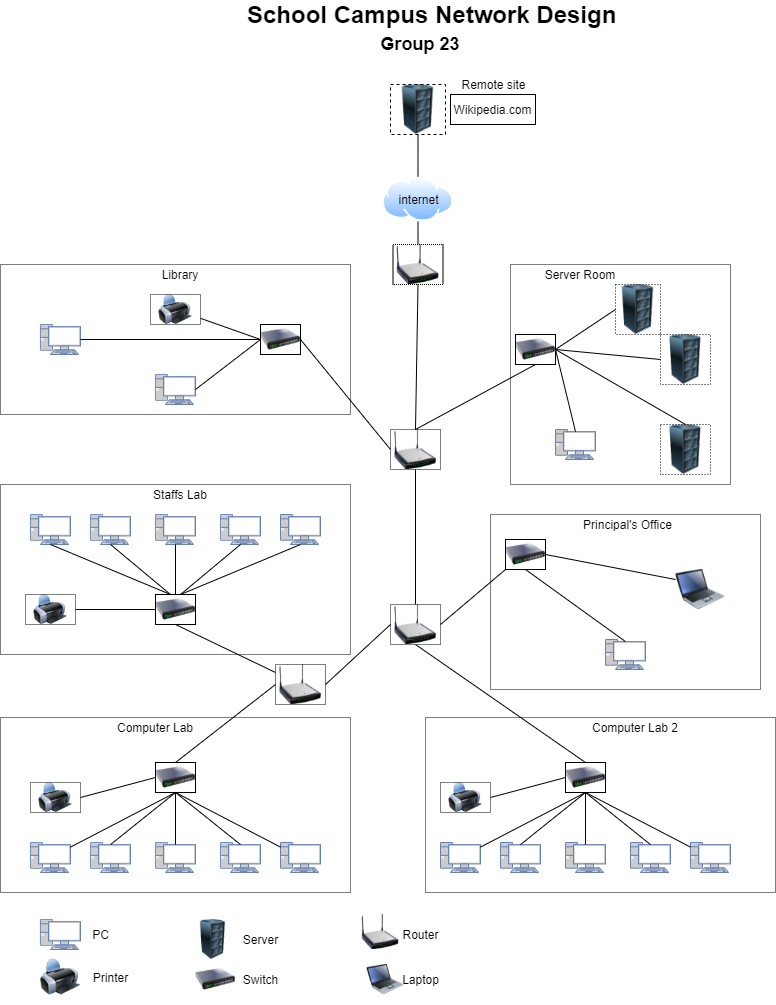 School Campus Network Design
Group 23
Remote site
Wikipedia.com
internet
Library
Server Room
Staffs Lab
Principal's Office
Computer Lab
Computer Lab 2
PC
Server
Router
Printer
Switch
Laptop